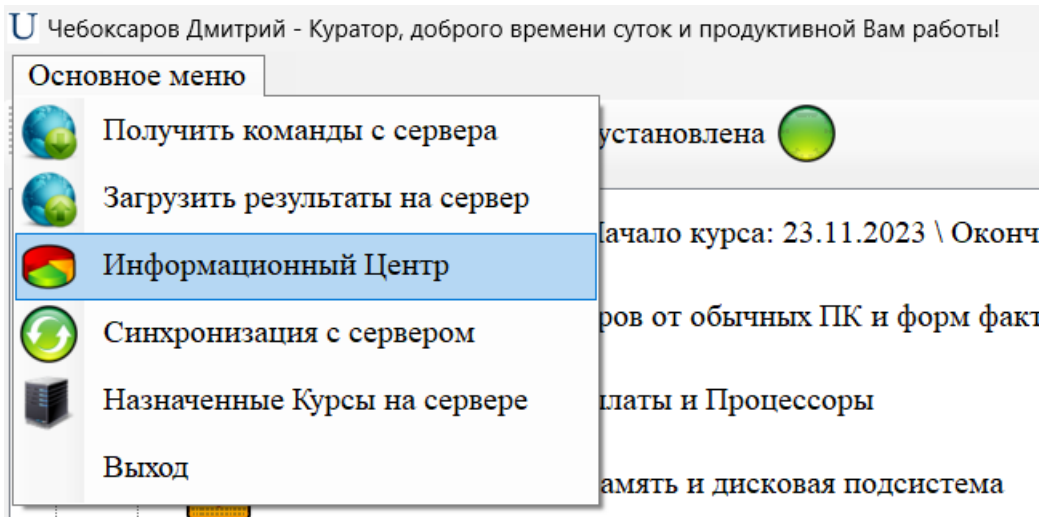 U Чебоксаров Дмитрий - Куратор, доброго времени суток и продуктивной Вам работы!
Основное меню
Получить команды с сервера
установлена
Загрузить результаты на сервер
Начало курса: 23.11.2023 \ Оконч
Информационный Центр
Синхронизация с сервером
ров от обычных ПК и форм факт
Назначенные Курсы на сервере
платы и Процессоры
Выход
амять и дисковая подсистема